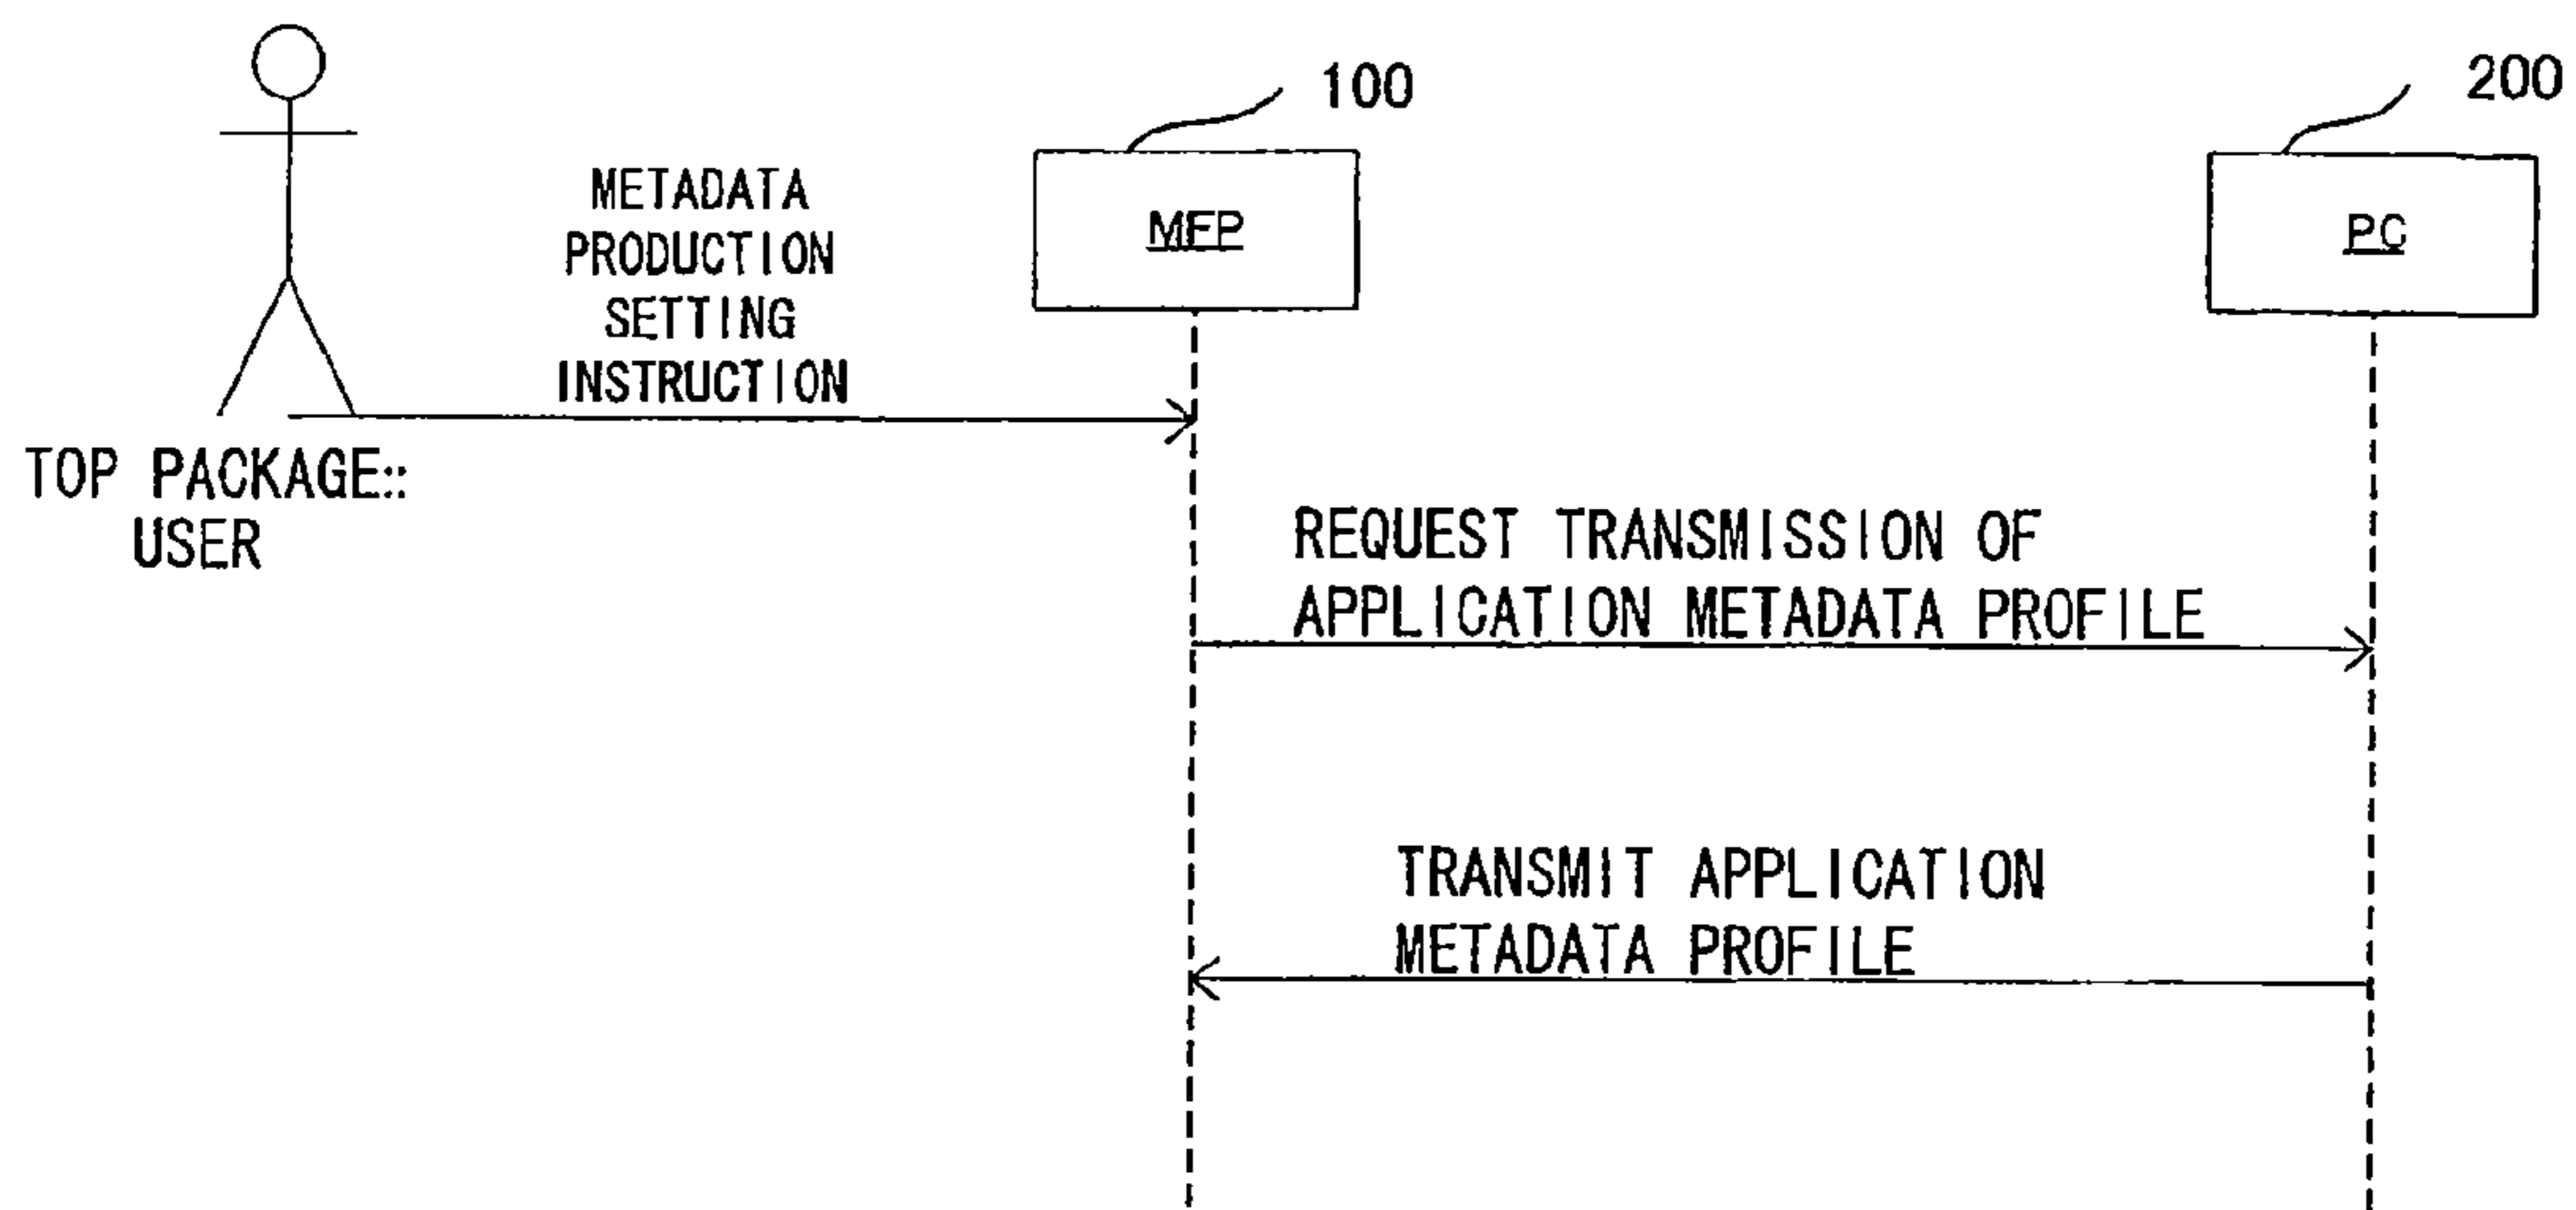 100
200
METADATA
PRODUCTION
SETTING
INSTRUCTION
MFP
PC
TOP PACKAGE::
USER
REQUEST TRANSMISSION OF
APPLICATION METADATA PROFILE
TRANSMIT APPLICATION
METADATA PROFILE